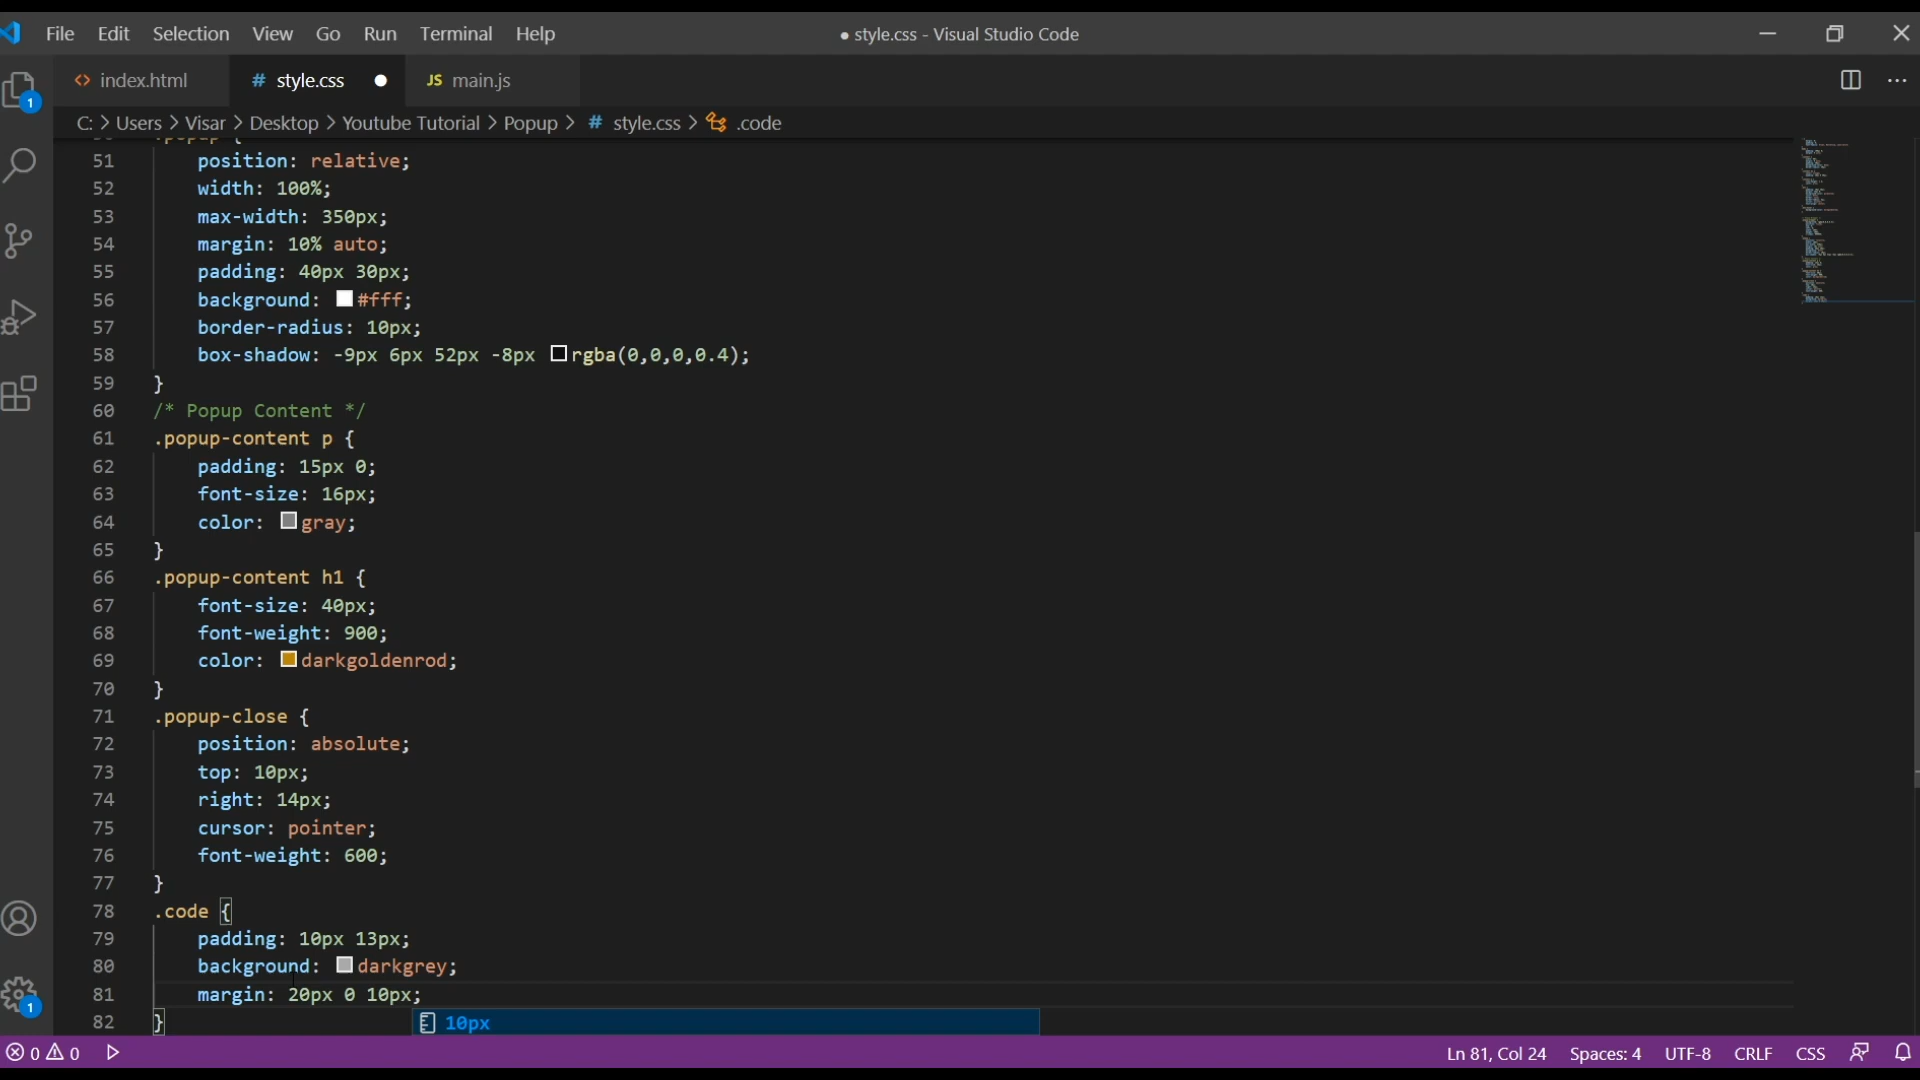 File Edit Selection View Go Run Terminal Help ● style.css - Visual Studio Code
<> index.html # style.css ● JS main.js ···
C: > Users > Visar > Desktop > Youtube Tutorial > Popup > # style.css > .code
51 position: relative;
52 width: 100%;
53 max-width: 350px;
54 margin: 10% auto;
55 padding: 40px 30px;
56 background: #fff;
57 border-radius: 10px;
58 box-shadow: -9px 6px 52px -8px rgba(0,0,0,0.4);
59 }
60 /* Popup Content */
61 .popup-content p {
62 padding: 15px 0;
63 font-size: 16px;
64 color: gray;
65 }
66 .popup-content h1 {
67 font-size: 40px;
68 font-weight: 900;
69 color: darkgoldenrod;
70 }
71 .popup-close {
72 position: absolute;
73 top: 10px;
74 right: 14px;
75 cursor: pointer;
76 font-weight: 600;
77 }
78 .code {
79 padding: 10px 13px;
80 background: darkgrey;
81 margin: 20px 0 10px;
82 }
10px
1
1
0 0 Ln 81, Col 24 Spaces: 4 UTF-8 CRLF CSS